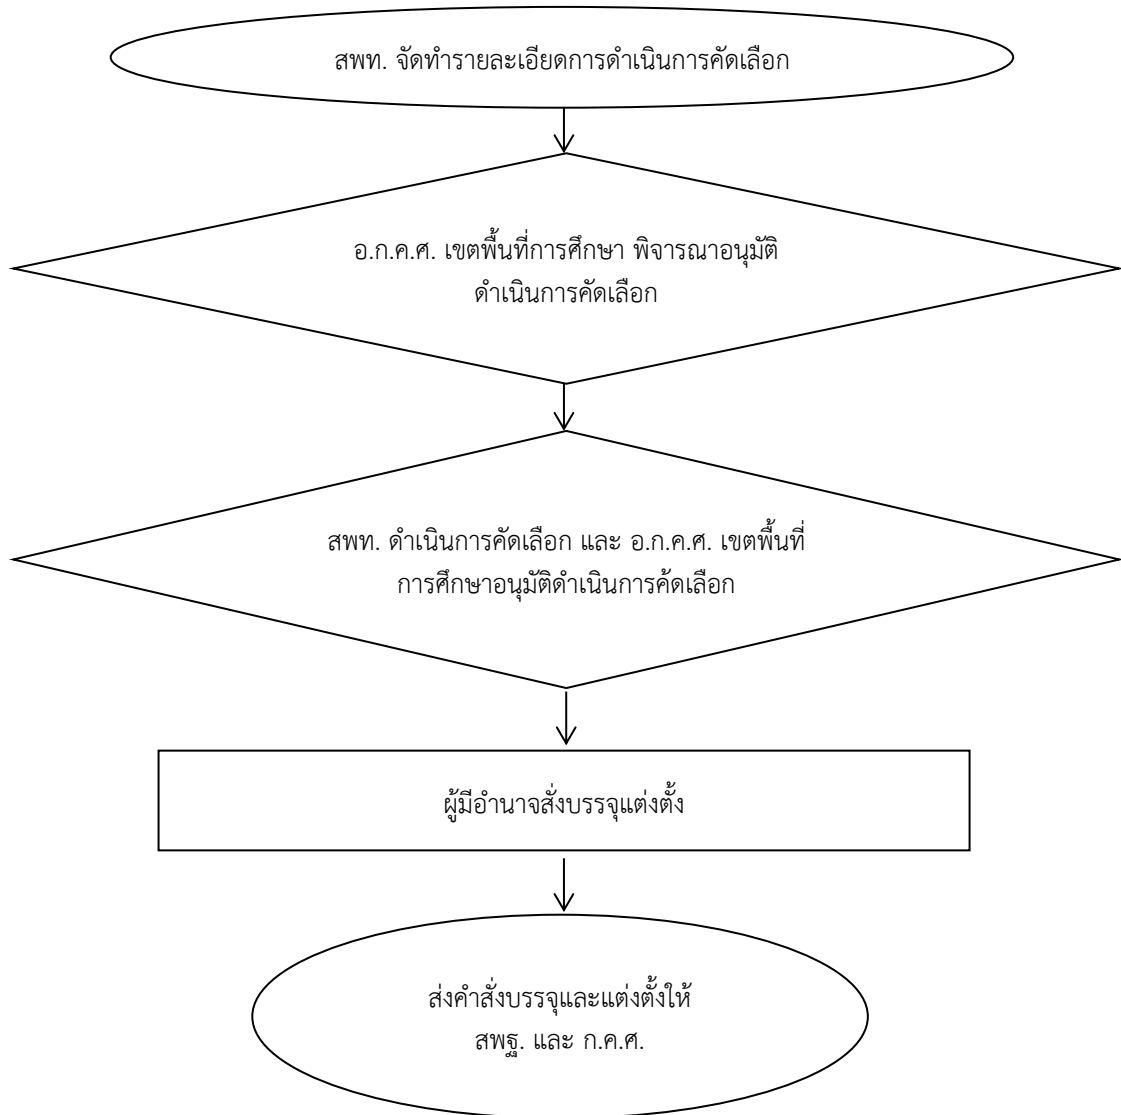 สพท. จัดทำรายละเอียดการดำเนินการคัดเลือก
อ.ก.ค.ศ. เขตพื้นที่การศึกษา พิจารณาอนุมัติ
ดำเนินการคัดเลือก
สพท. ดำเนินการคัดเลือก และ อ.ก.ค.ศ. เขตพื้นที่
การศึกษาอนุมัติดำเนินการค้ดเลือก
ผู้มีอำนาจสั่งบรรจุแต่งตั้ง
ส่งคำสั่งบรรจุและแต่งตั้งให้
สพฐ. และ ก.ค.ศ.